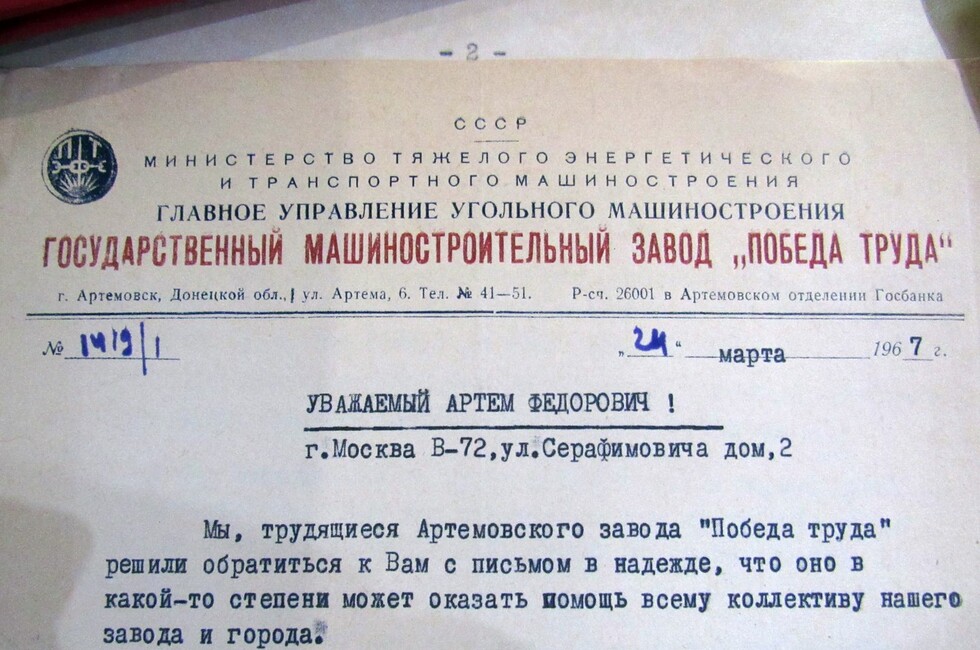 - 2 -
СССР
ПТ
МИНИСТЕРСТВО ТЯЖЕЛОГО ЭНЕРГЕТИЧЕСКОГО
И ТРАНСПОРТНОГО МАШИНОСТРОЕНИЯ
ГЛАВНОЕ УПРАВЛЕНИЕ УГОЛЬНОГО МАШИНОСТРОЕНИЯ
ГОСУДАРСТВЕННЫЙ МАШИНОСТРОИТЕЛЬНЫЙ ЗАВОД „ПОБЕДА ТРУДА“
г. Артемовск, Донецкой обл., ул. Артема, 6. Тел. № 41—51. Р-сч. 26001 в Артемовском отделении Госбанка
№ 1419/1 „24“ марта 1967 г.
УВАЖАЕМЫЙ АРТЕМ ФЕДОРОВИЧ !
г.Москва В-72,ул.Серафимовича дом,2
Мы, трудящиеся Артемовского завода "Победа труда"
решили обратиться к Вам с письмом в надежде, что оно в
какой-то степени может оказать помощь всему коллективу нашего
завода и города.